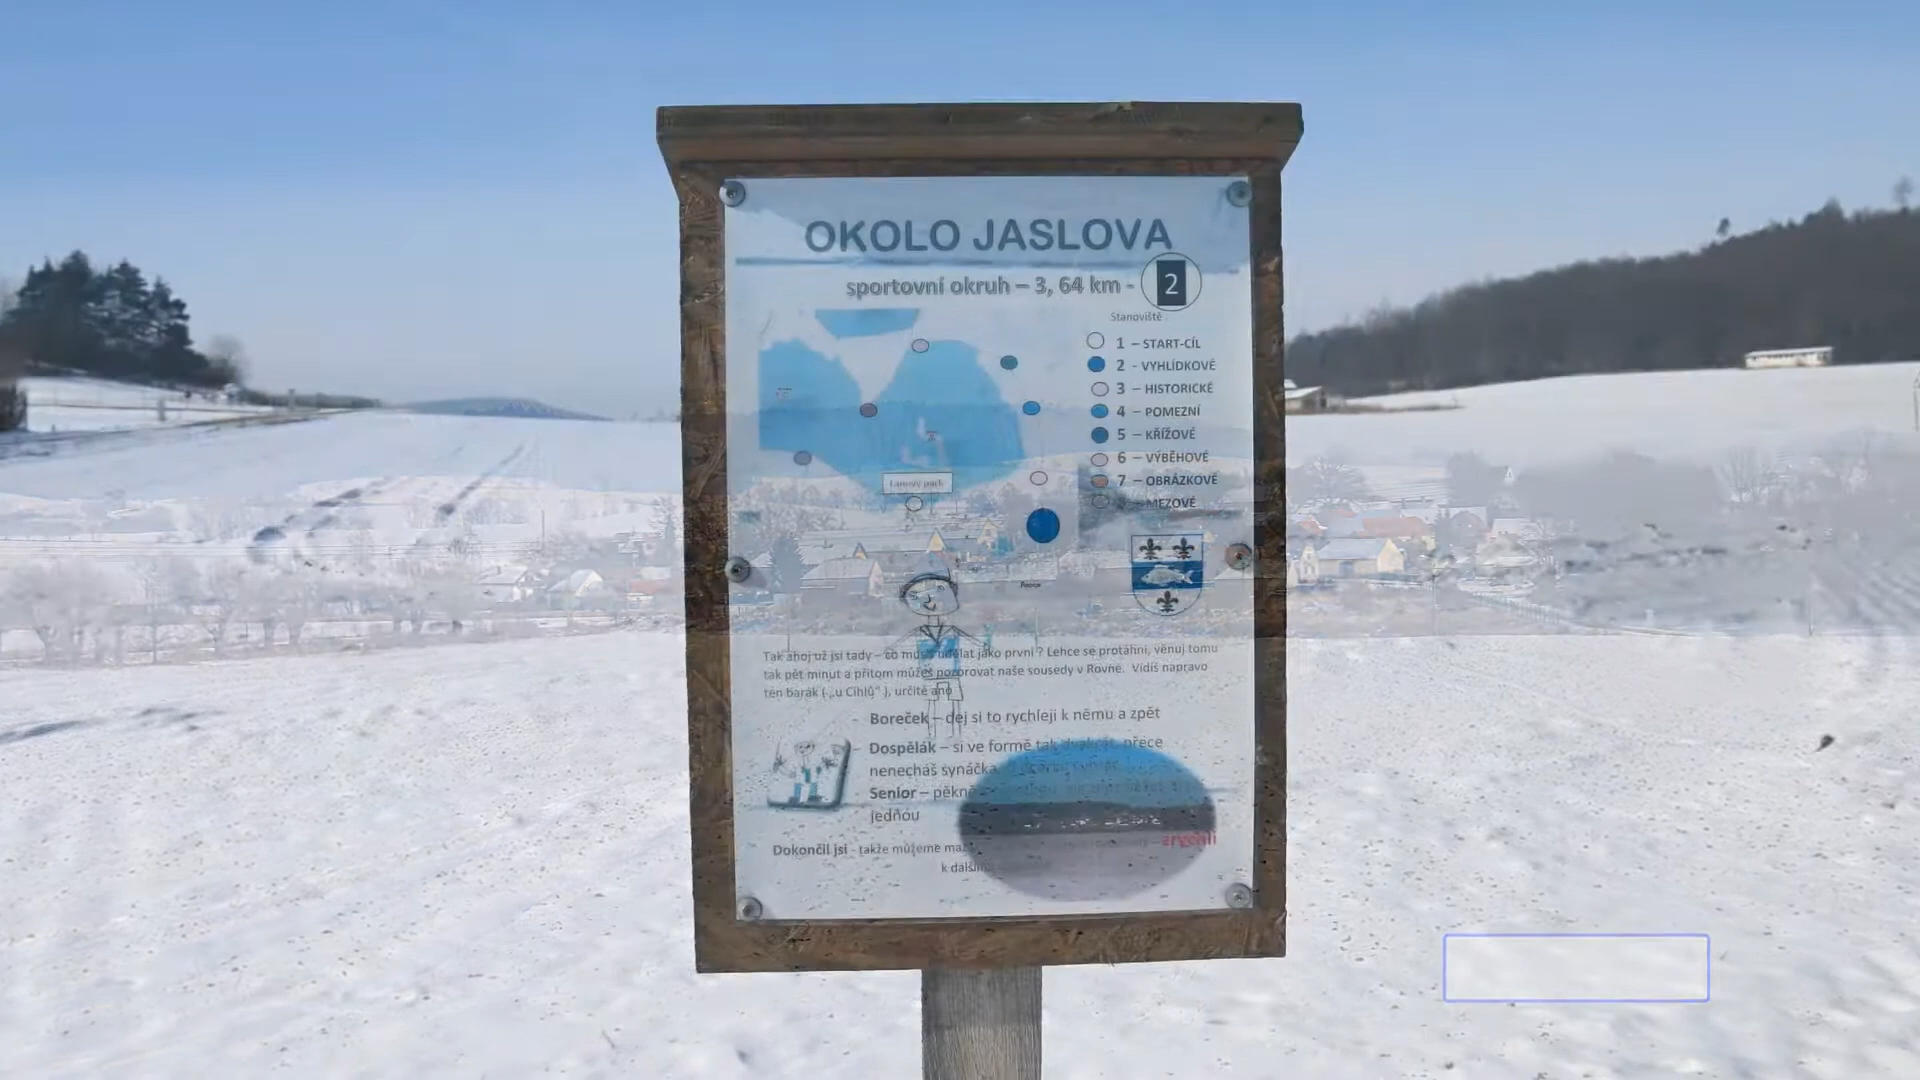 OKOLO JASLOVA
sportovní okruh – 3, 64 km - 2
Stanoviště
1 – START-CÍL
2 - VYHLÍDKOVÉ
3 – HISTORICKÉ
4 – POMEZNÍ
5 – KŘÍŽOVÉ
6 – VÝBĚHOVÉ
7 – OBRÁZKOVÉ
8 – MEZOVÉ
Lanový park
Tak ahoj už jsi tady – co musíš udělat jako první ? Lehce se protáhni, věnuj tomu
tak pět minut a přitom můžeš pozorovat naše sousedy v Rovné. Vidíš napravo
ten barák ( „u Cihlů" ), určitě ano
Boreček – dej si to rychleji k němu a zpět
Dospělák – si ve formě tak dvakrát, přece
nenecháš synáčka
Senior – pěkně
jednou
Dokončil jsi - takže můžeme
k